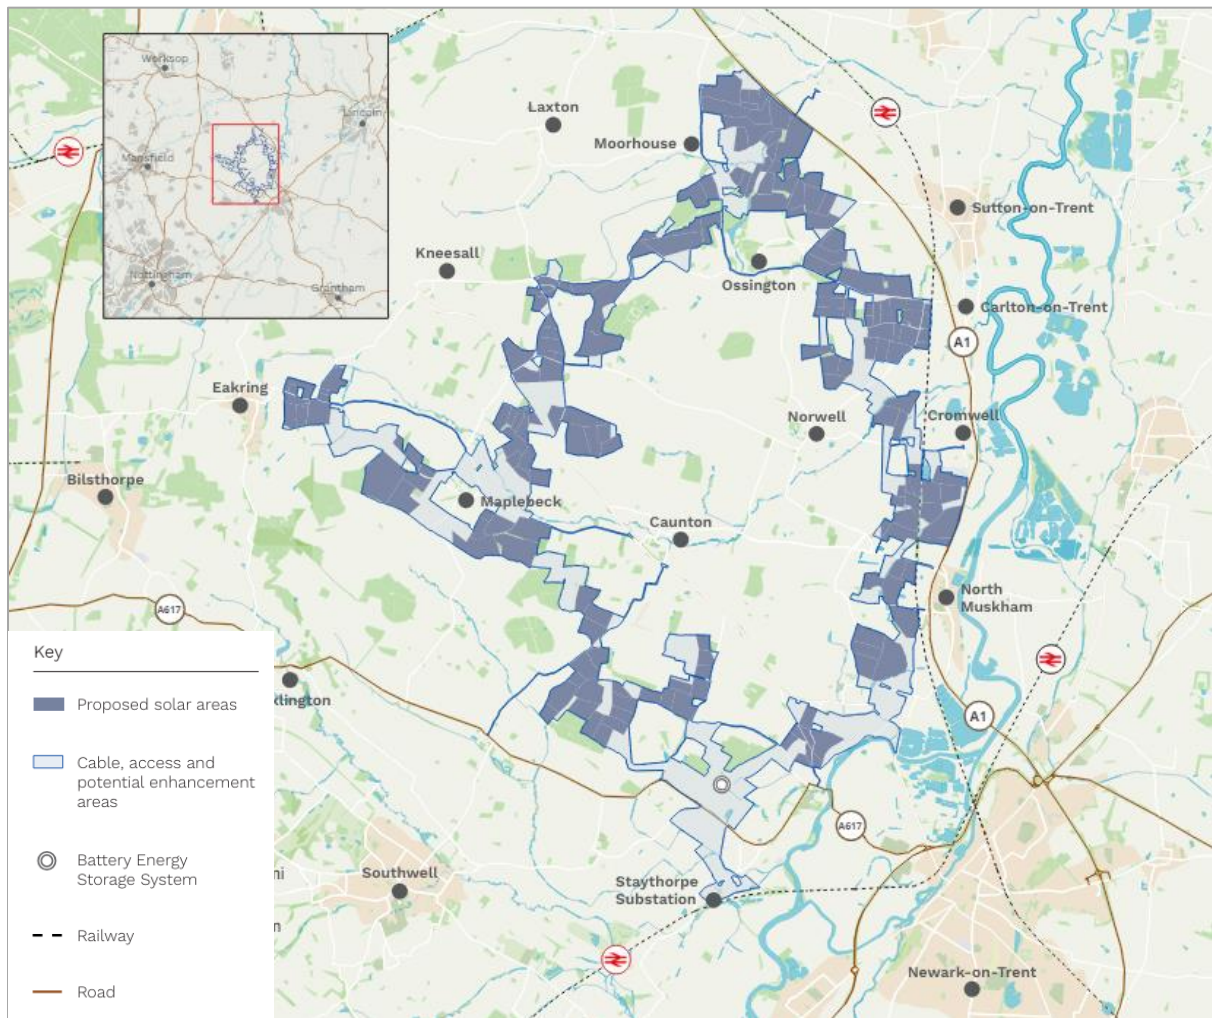 Worksop
Lincoln
Mansfield
Nottingham
Grantham
Laxton
Moorhouse
Sutton-on-Trent
Kneesall
Ossington
Carlton-on-Trent
A1
Eakring
Norwell
Cromwell
Bilsthorpe
Maplebeck
Caunton
A617
North
Muskham
Key
Proposed solar areas
klington
A1
Cable, access and
potential enhancement
areas
A617
Battery Energy
Storage System
Southwell
Staythorpe
Substation
Railway
Newark-on-Trent
Road